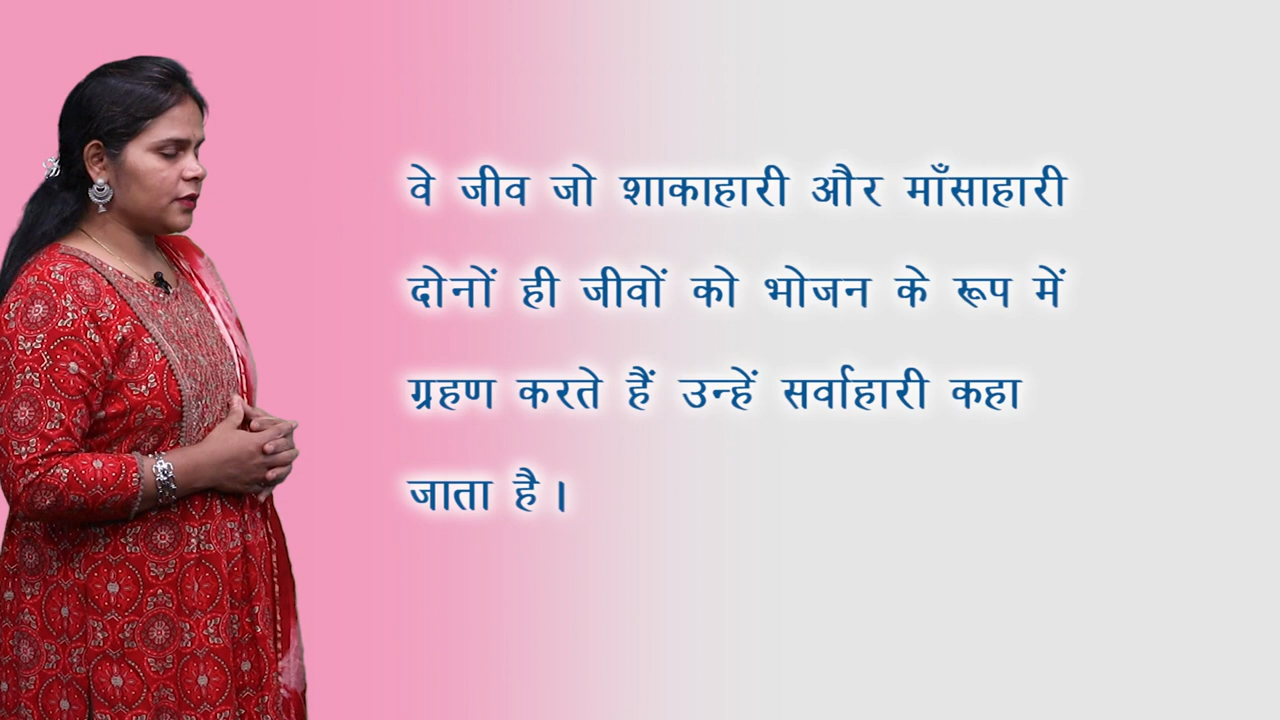 वे जीव जो शाकाहारी और माँसाहारी
दोनों ही जीवों को भोजन के रूप में
ग्रहण करते हैं उन्हें सर्वाहारी कहा
जाता है।